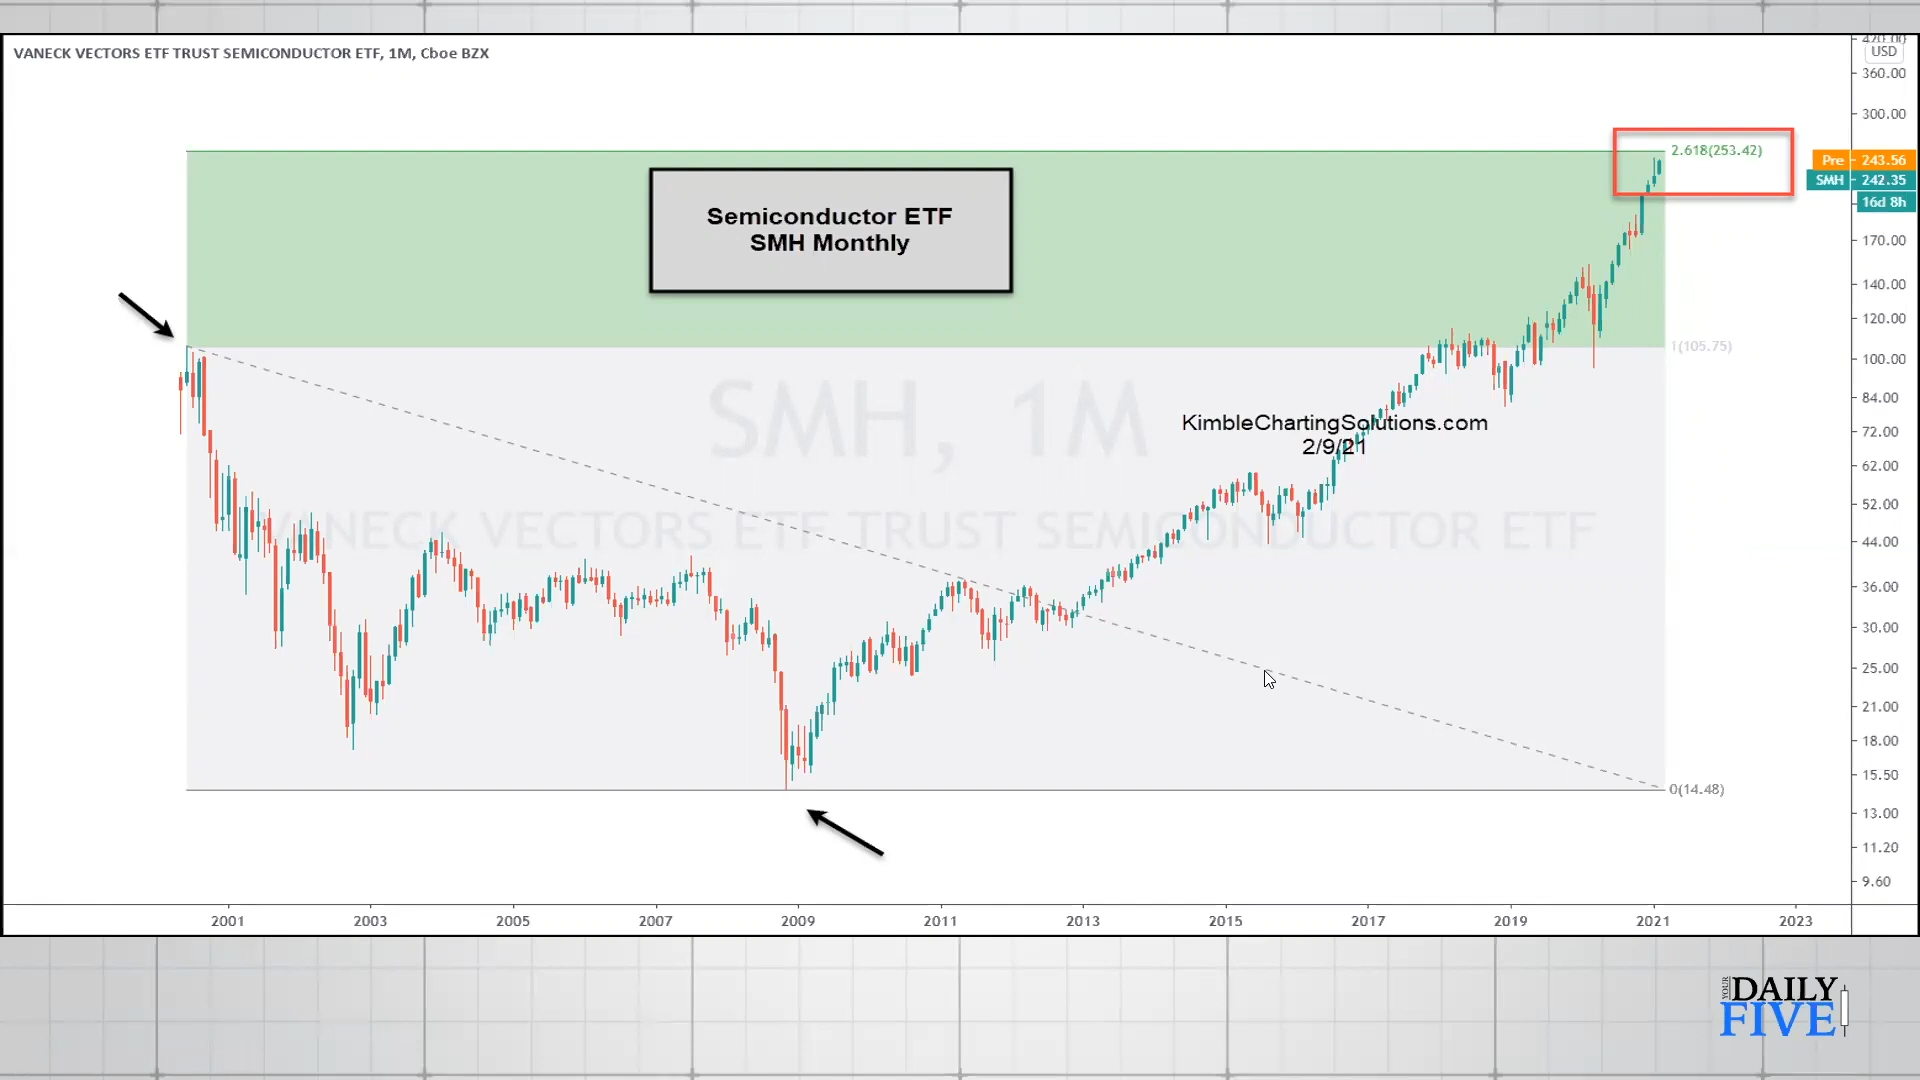 VANECK VECTORS ETF TRUST SEMICONDUCTOR ETF, 1M, Cboe BZX
420.00
USD
360.00
300.00
2.618(253.42)
Pre 243.56
SMH 242.35
16d 8h
Semiconductor ETF
SMH Monthly
170.00
140.00
120.00
1(105.75)
100.00
84.00
SMH, 1M
KimbleChartingSolutions.com
2/9/21
72.00
62.00
52.00
VANECK VECTORS ETF TRUST SEMICONDUCTOR ETF
44.00
36.00
30.00
25.00
21.00
18.00
15.50
0(14.48)
13.00
11.20
9.60
2001 2003 2005 2007 2009 2011 2013 2015 2017 2019 2021 2023
YOUR DAILY
FIVE